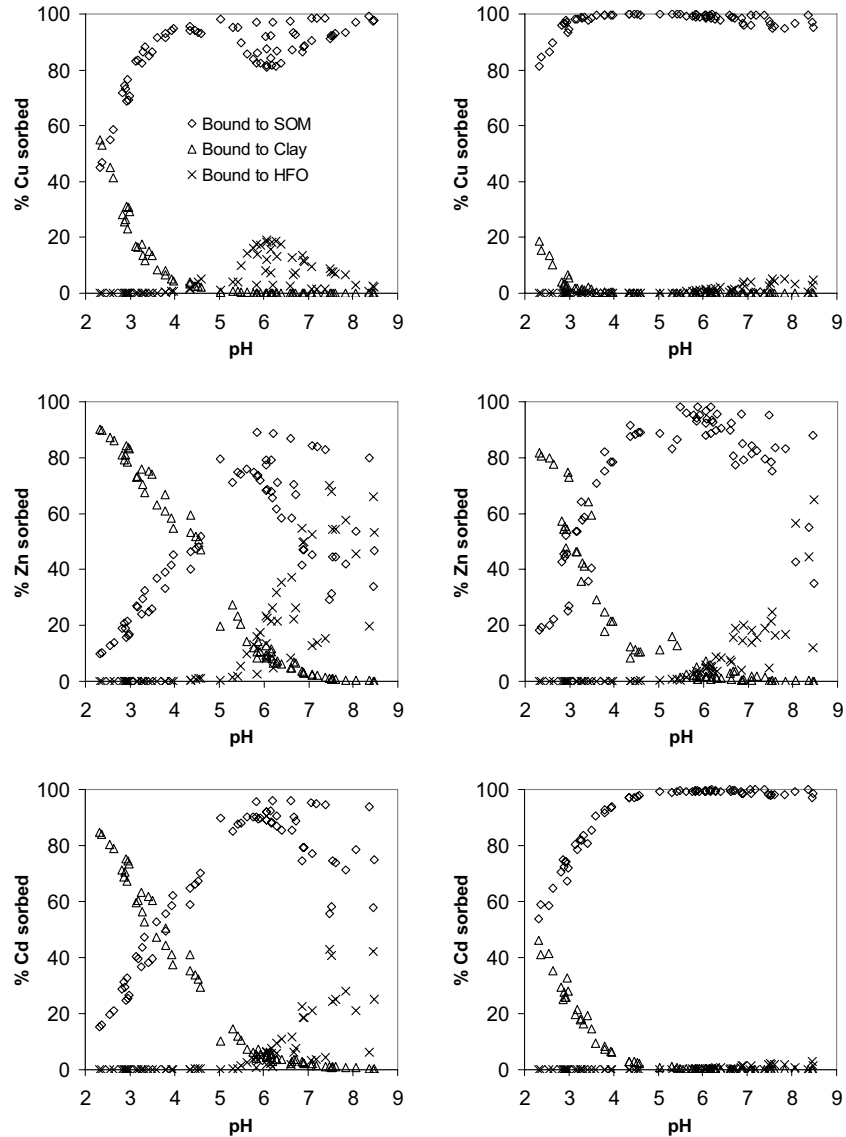 % Cu sorbed
100
80
60
40
20
0
◇ Bound to SOM
△ Bound to Clay
× Bound to HFO
2 3 4 5 6 7 8 9
pH
% Cu sorbed
100
80
60
40
20
0
2 3 4 5 6 7 8 9
pH
% Zn sorbed
100
80
60
40
20
0
2 3 4 5 6 7 8 9
pH
% Zn sorbed
100
80
60
40
20
0
2 3 4 5 6 7 8 9
pH
% Cd sorbed
100
80
60
40
20
0
2 3 4 5 6 7 8 9
pH
% Cd sorbed
100
80
60
40
20
0
2 3 4 5 6 7 8 9
pH